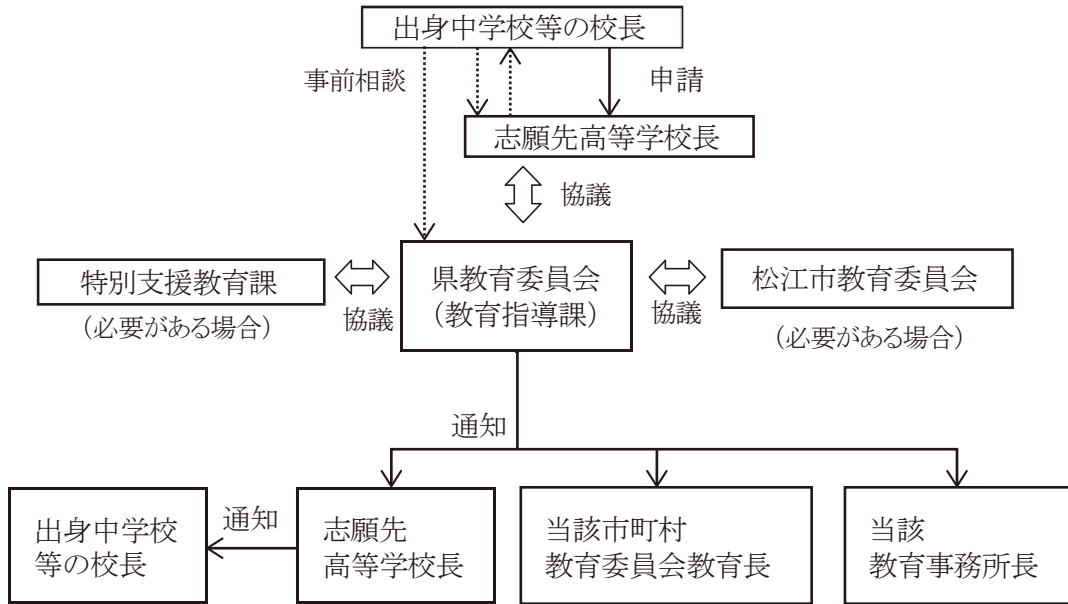 出身中学校等の校長
事前相談
申請
志願先高等学校長
協議
特別支援教育課
(必要がある場合)
協議
県教育委員会
(教育指導課)
協議
松江市教育委員会
(必要がある場合)
通知
出身中学校
等の校長
通知
志願先
高等学校長
当該市町村
教育委員会教育長
当該
教育事務所長